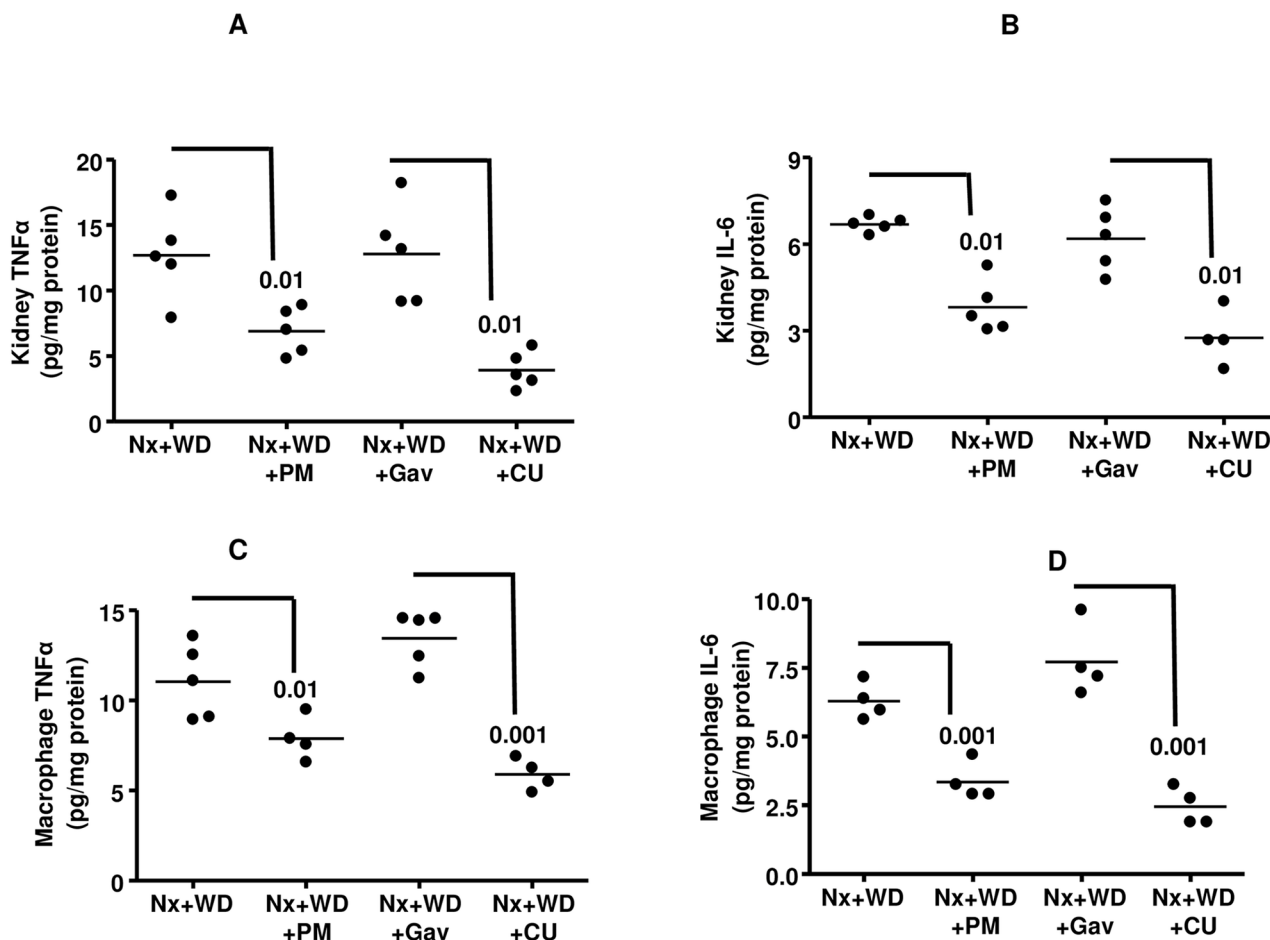 A
Kidney TNFα
(pg/mg protein)
20
15
10
5
0
0.01
0.01
Nx+WD
Nx+WD
+PM
Nx+WD
+Gav
Nx+WD
+CU
B
Kidney IL-6
(pg/mg protein)
9
6
3
0
0.01
0.01
Nx+WD
Nx+WD
+PM
Nx+WD
+Gav
Nx+WD
+CU
C
Macrophage TNFα
(pg/mg protein)
15
10
5
0
0.01
0.001
Nx+WD
Nx+WD
+PM
Nx+WD
+Gav
Nx+WD
+CU
D
Macrophage IL-6
(pg/mg protein)
10.0
7.5
5.0
2.5
0.0
0.001
0.001
Nx+WD
Nx+WD
+PM
Nx+WD
+Gav
Nx+WD
+CU